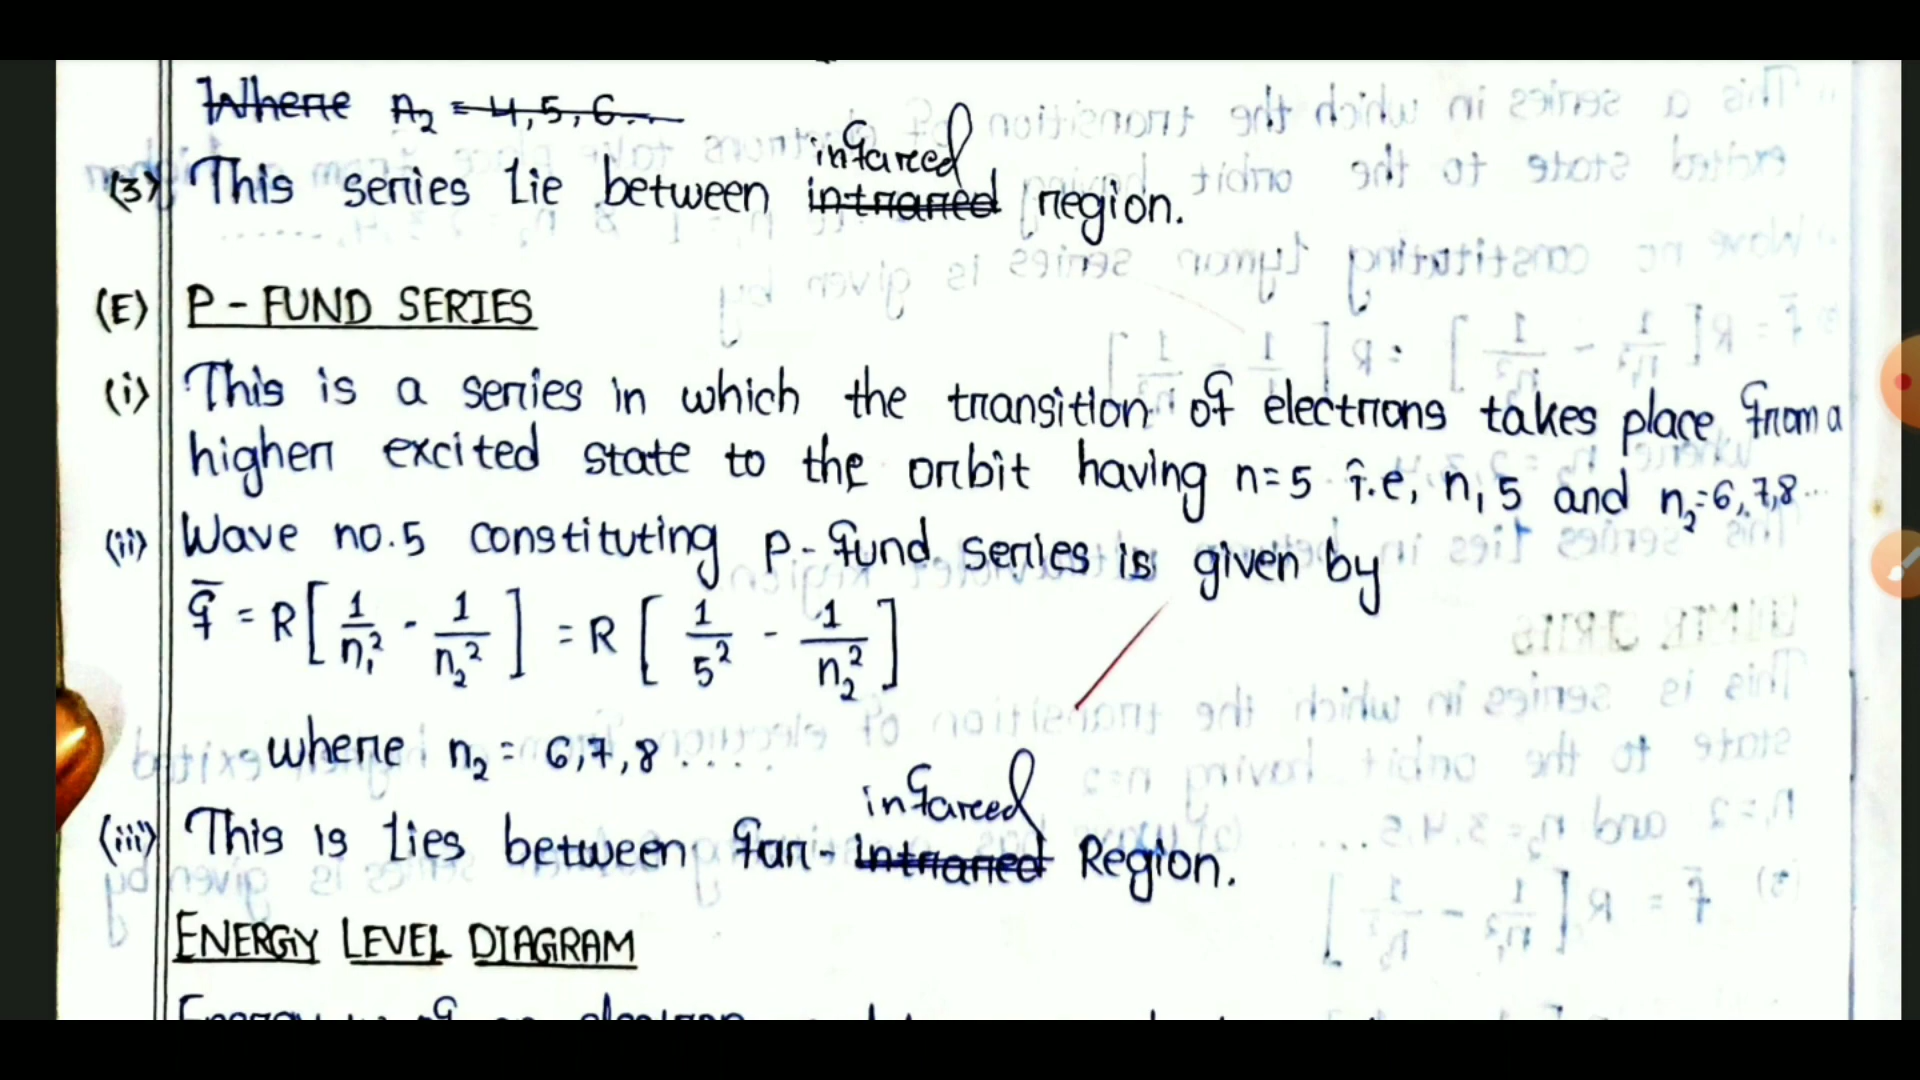 Where n₂ = 4,5,6...
infared
(3) This series lie between intrared region.
(E) P - FUND SERIES
(i) This is a series in which the transition of electrons takes place from a
higher excited state to the orbit having n=5 i.e, n, 5 and n₂=6,7,8...
(ii) Wave no.5 constituting p-fund series is given by
f̅ = R[1/n₁² - 1/n₂²] = R[1/5² - 1/n₂²]
where n₂ = 6,7,8.....
infared
(iii) This is lies between far- intrared Region.
ENERGY LEVEL DIAGRAM